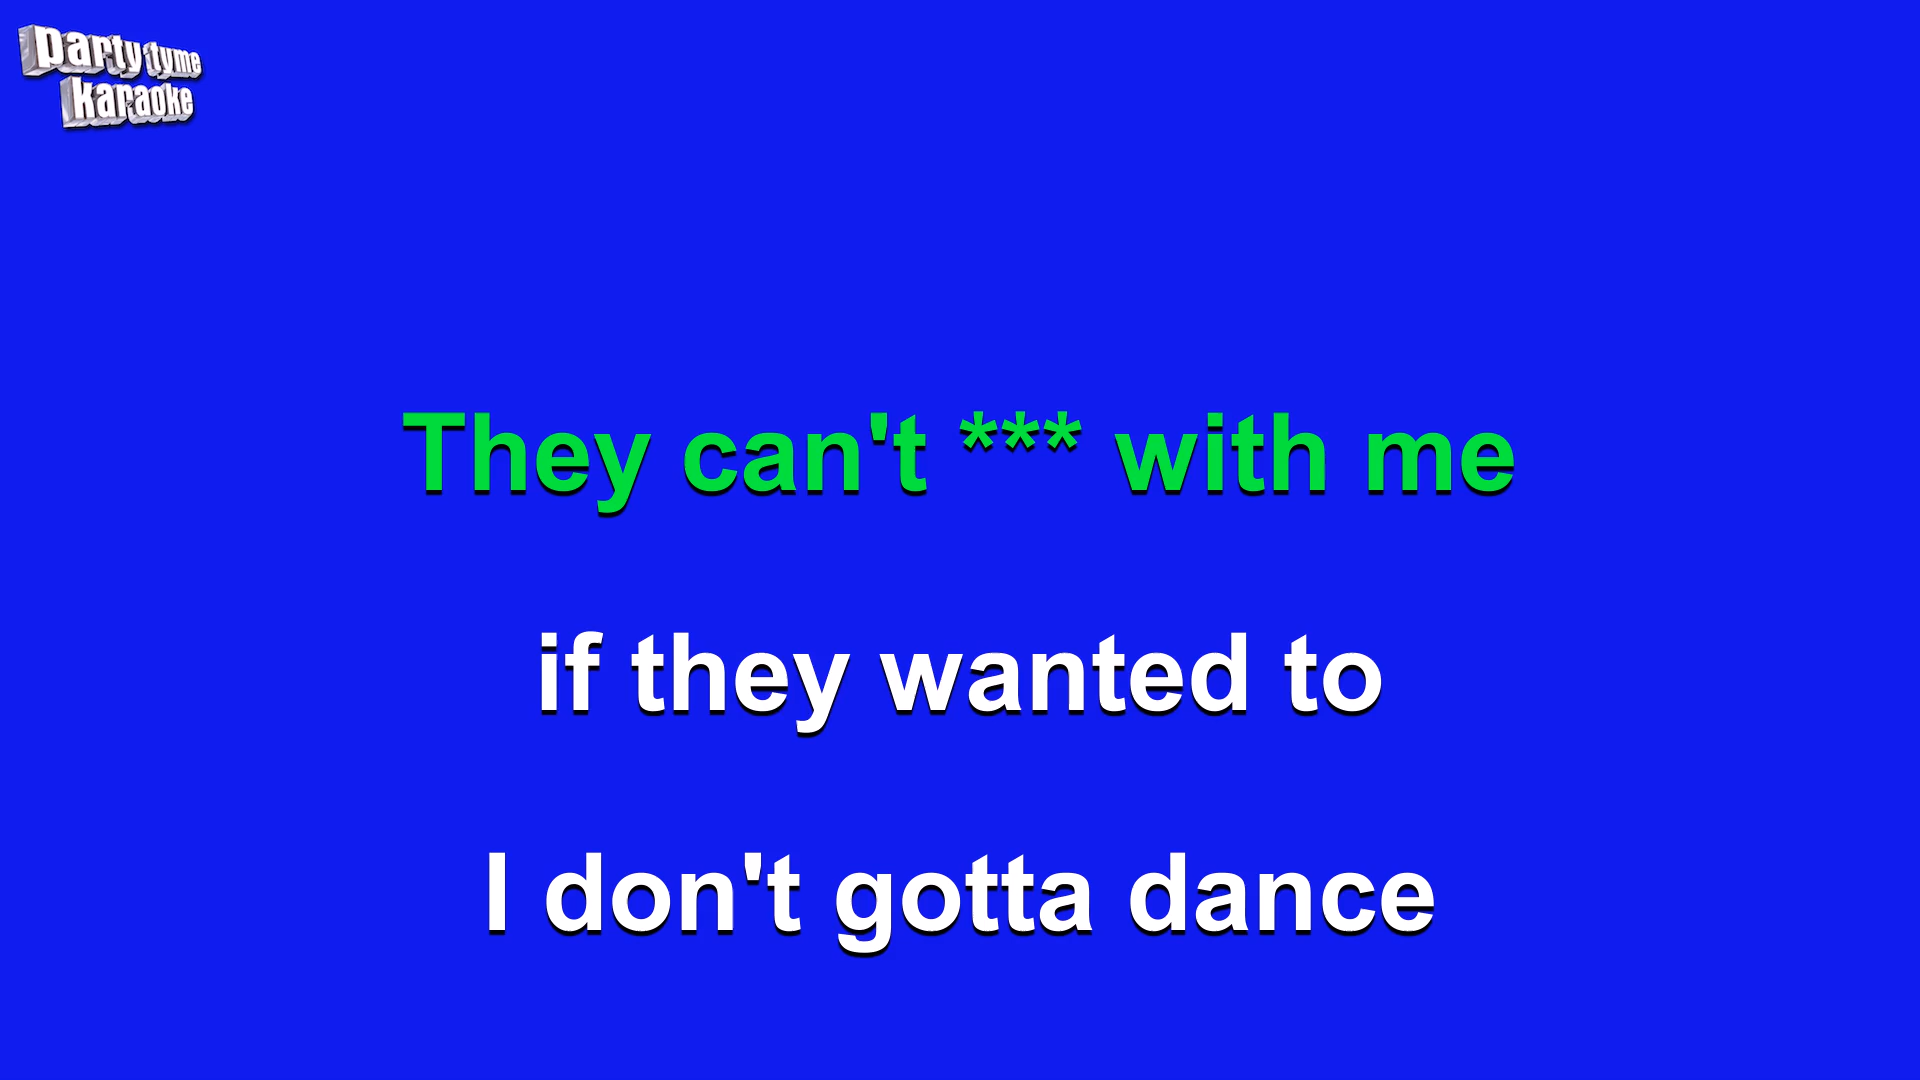 party tyme
karaoke
They can't *** with me
if they wanted to
I don't gotta dance